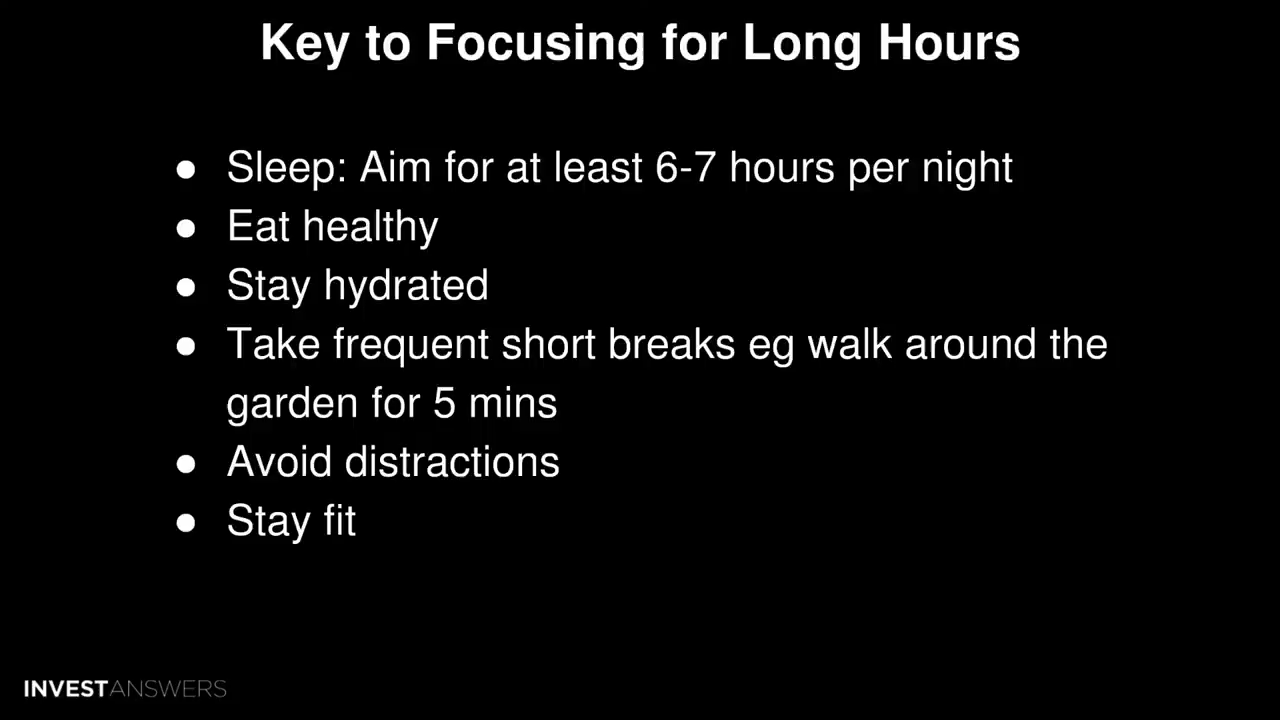 Key to Focusing for Long Hours
● Sleep: Aim for at least 6-7 hours per night
● Eat healthy
● Stay hydrated
● Take frequent short breaks eg walk around the
garden for 5 mins
● Avoid distractions
● Stay fit
INVESTANSWERS